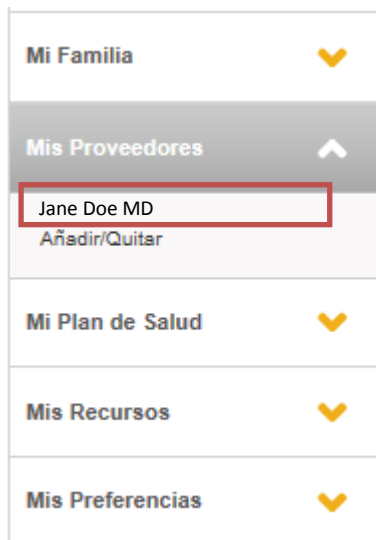 Mi Familia
Mis Proveedores
Jane Doe MD
Añadir/Quitar
Mi Plan de Salud
Mis Recursos
Mis Preferencias